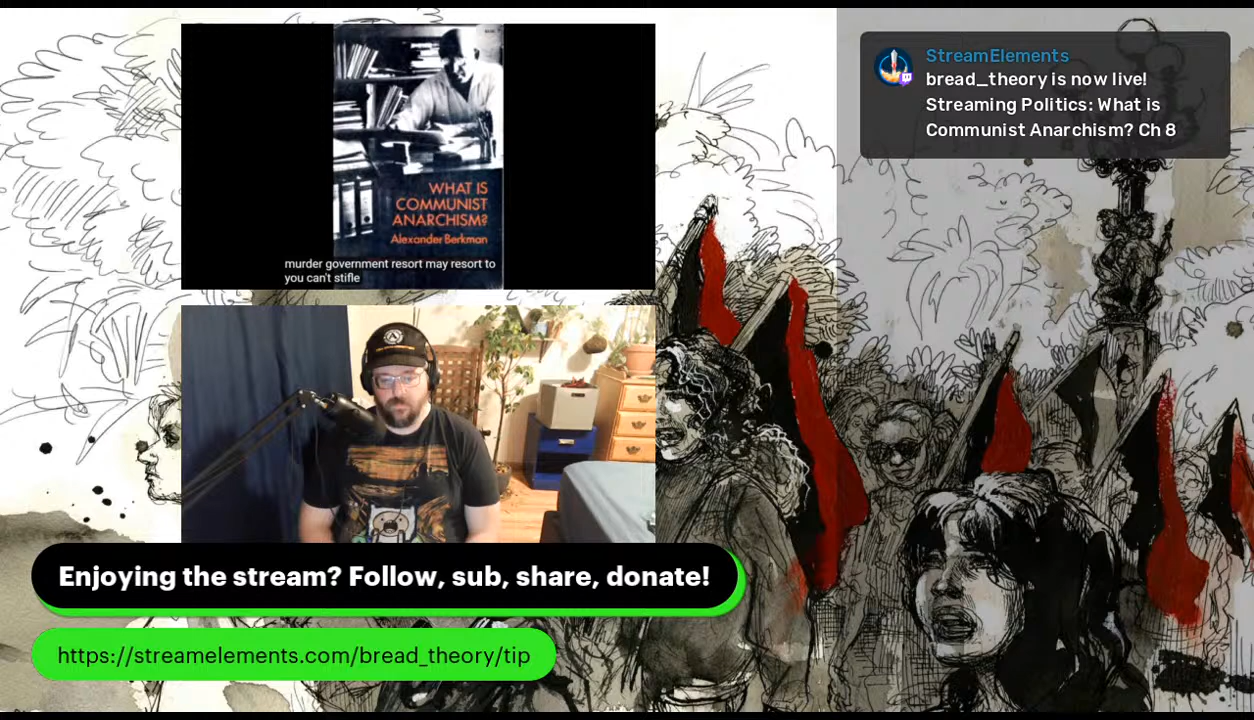 WHAT IS
COMMUNIST
ANARCHISM?
Alexander Berkman
murder government resort may resort to
you can't stifle
StreamElements
bread_theory is now live!
Streaming Politics: What is
Communist Anarchism? Ch 8
Enjoying the stream? Follow, sub, share, donate!
https://streamelements.com/bread_theory/tip